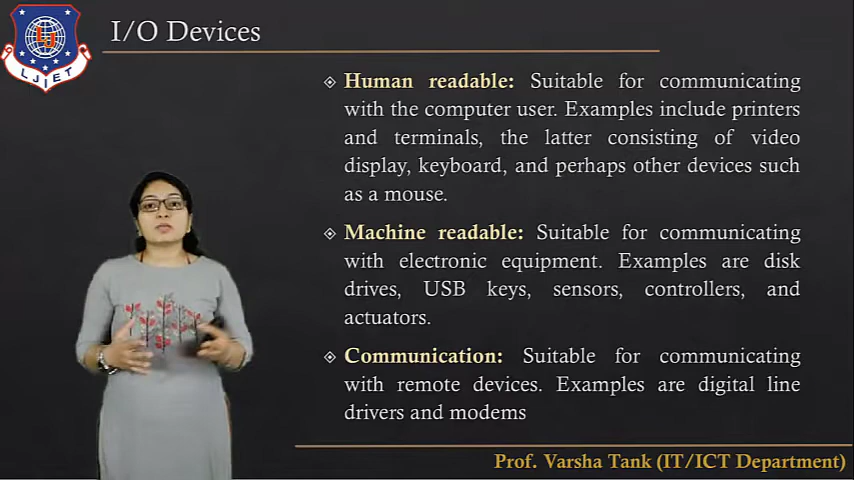 I/O Devices
LJ
LJIET
Human readable: Suitable for communicating
with the computer user. Examples include printers
and terminals, the latter consisting of video
display, keyboard, and perhaps other devices such
as a mouse.
Machine readable: Suitable for communicating
with electronic equipment. Examples are disk
drives, USB keys, sensors, controllers, and
actuators.
Communication: Suitable for communicating
with remote devices. Examples are digital line
drivers and modems
Prof. Varsha Tank (IT/ICT Department)